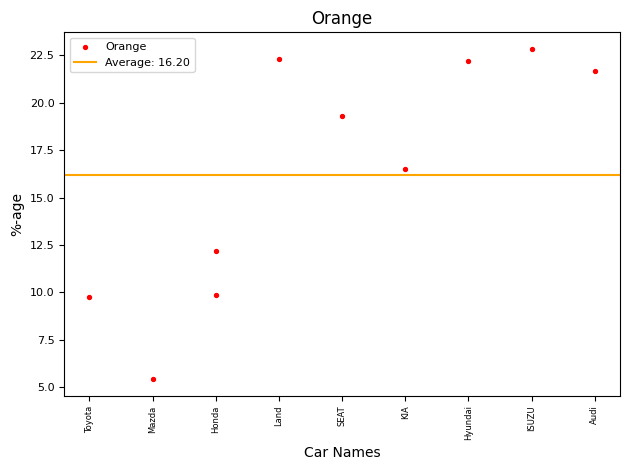 Orange
Orange
Average: 16.20
22.5
20.0
17.5
15.0
12.5
10.0
7.5
5.0
%-age
Toyota
Mazda
Honda
Land
SEAT
KIA
Hyundai
ISUZU
Audi
Car Names